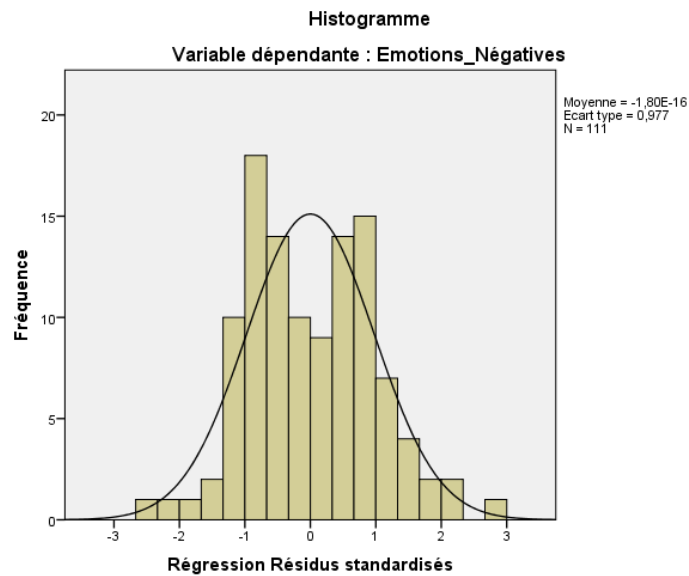 Histogramme
Variable dépendante : Emotions_Négatives
Moyenne = -1,80E-16
Ecart type = 0,977
N = 111
Fréquence
20
15
10
5
0
-3 -2 -1 0 1 2 3
Régression Résidus standardisés